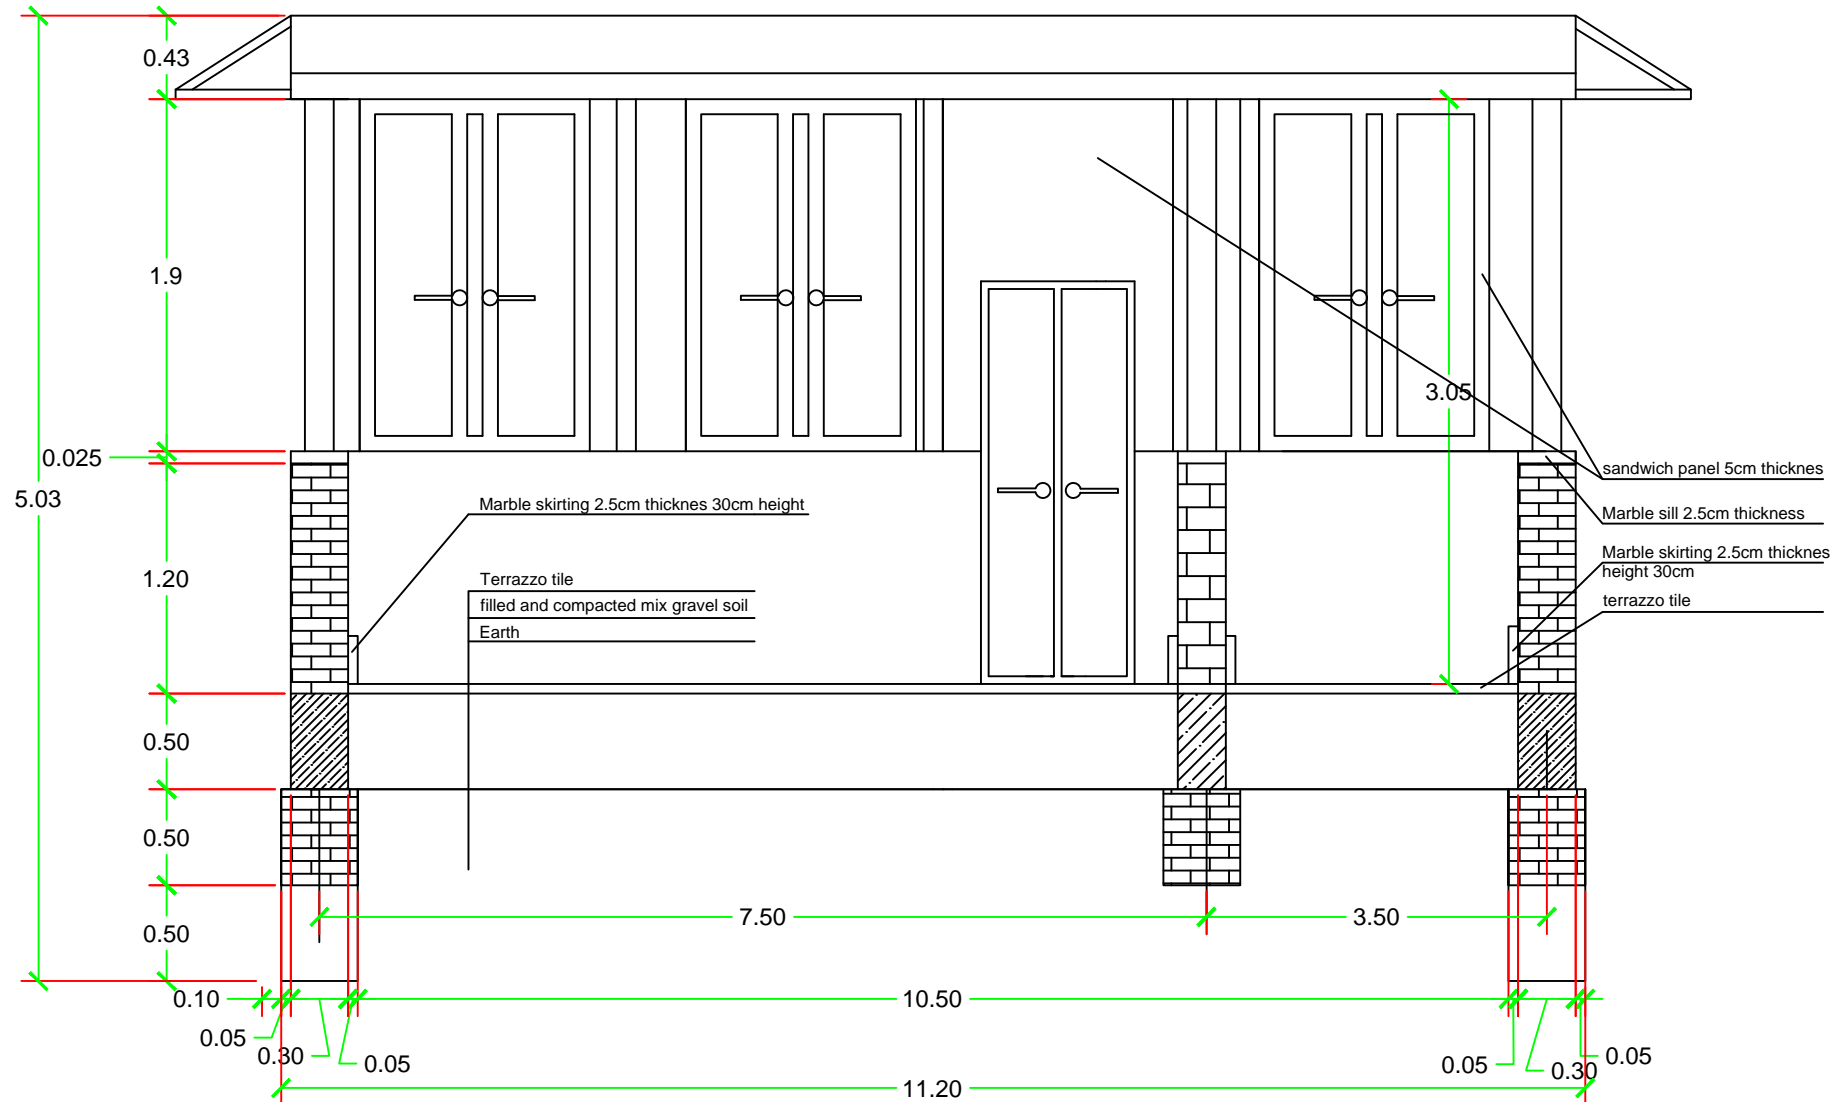 0.43
1.9
3.05
0.025
sandwich panel 5cm thicknes
5.03
Marble skirting 2.5cm thicknes 30cm height
Marble sill 2.5cm thickness
Marble skirting 2.5cm thicknes
height 30cm
1.20
Terrazzo tile
terrazzo tile
filled and compacted mix gravel soil
Earth
0.50
0.50
7.50
3.50
0.50
0.10
10.50
0.05
0.30
0.05
0.05
0.30
0.05
11.20